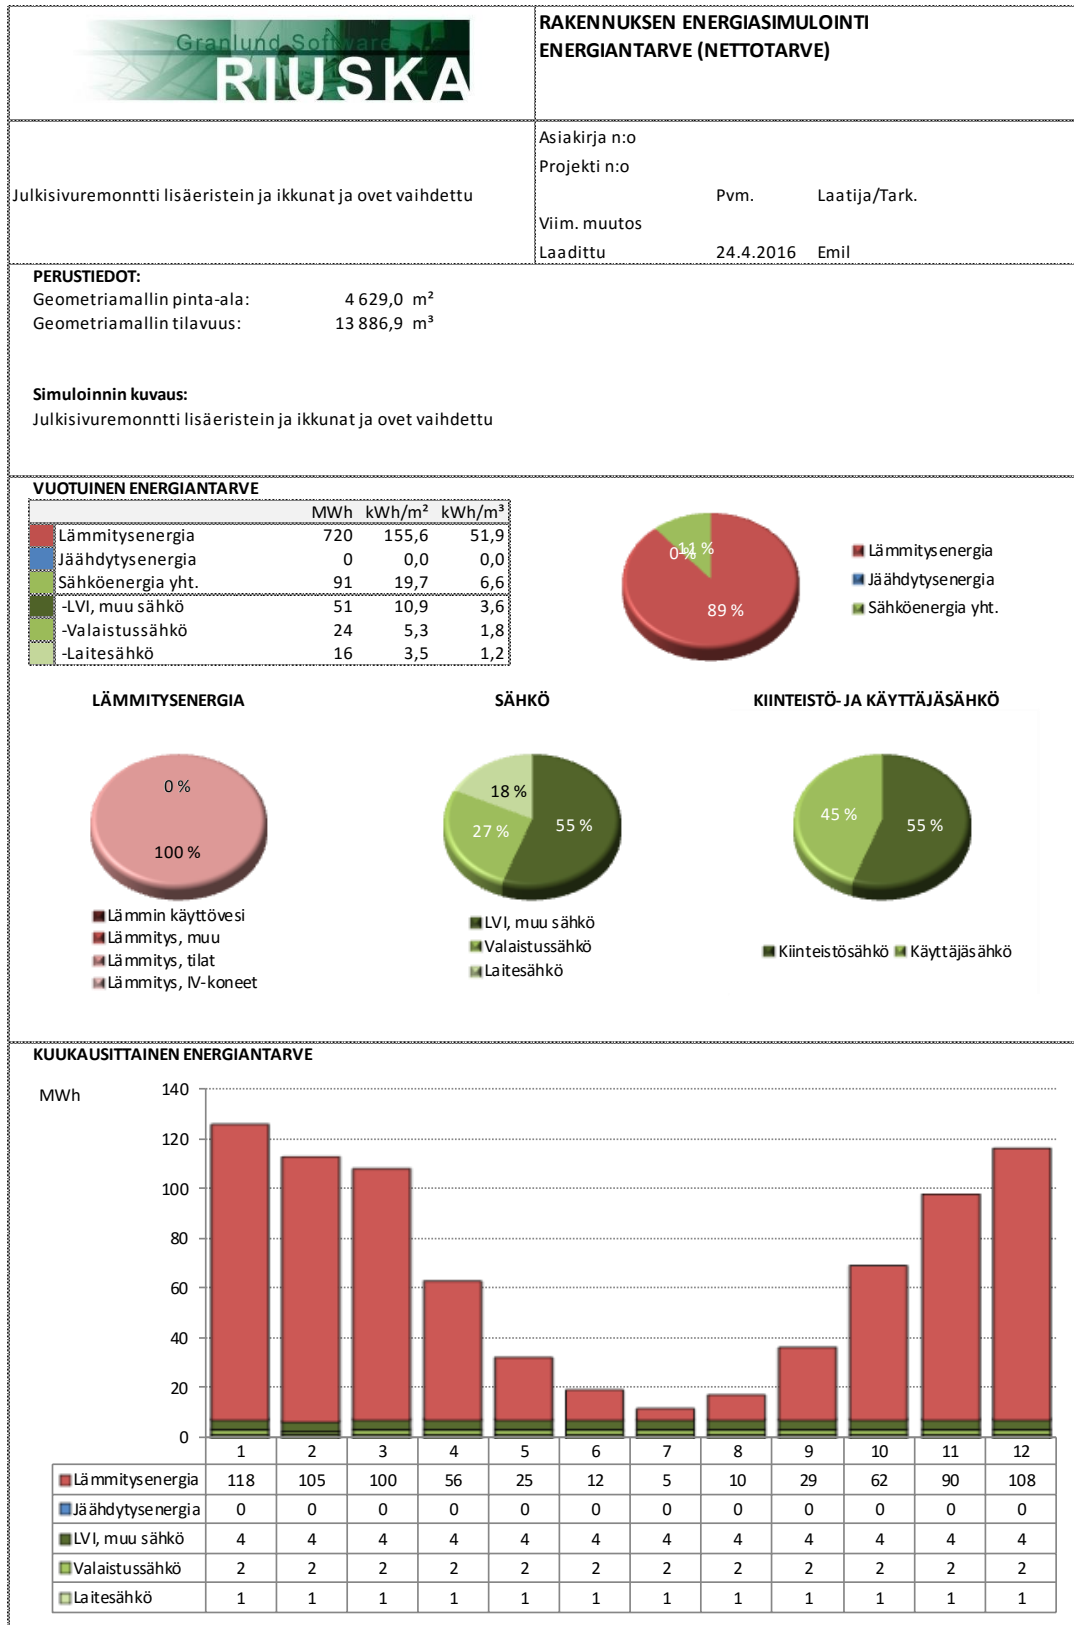 Granlund Software
RIUSKA
RAKENNUKSEN ENERGIASIMULOINTI
ENERGIANTARVE (NETTOTARVE)
Julkisivuremonntti lisäeristein ja ikkunat ja ovet vaihdettu
Asiakirja n:o
Projekti n:o
Pvm. Laatija/Tark.
Viim. muutos
Laadittu 24.4.2016 Emil
PERUSTIEDOT:
Geometriamallin pinta-ala: 4 629,0 m²
Geometriamallin tilavuus: 13 886,9 m³
Simuloinnin kuvaus:
Julkisivuremonntti lisäeristein ja ikkunat ja ovet vaihdettu
VUOTUINEN ENERGIANTARVE
MWh kWh/m² kWh/m³
Lämmitysenergia 720 155,6 51,9
Jäähdytysenergia 0 0,0 0,0
Sähköenergia yht. 91 19,7 6,6
-LVI, muu sähkö 51 10,9 3,6
-Valaistussähkö 24 5,3 1,8
-Laitesähkö 16 3,5 1,2
0 % 11 %
89 %
Lämmitysenergia
Jäähdytysenergia
Sähköenergia yht.
LÄMMITYSENERGIA
0 %
100 %
Lämmin käyttövesi
Lämmitys, muu
Lämmitys, tilat
Lämmitys, IV-koneet
SÄHKÖ
18 %
27 % 55 %
LVI, muu sähkö
Valaistussähkö
Laitesähkö
KIINTEISTÖ- JA KÄYTTÄJÄSÄHKÖ
45 % 55 %
Kiinteistösähkö Käyttäjäsähkö
KUUKAUSITTAINEN ENERGIANTARVE
MWh
140
120
100
80
60
40
20
0
1 2 3 4 5 6 7 8 9 10 11 12
Lämmitysenergia 118 105 100 56 25 12 5 10 29 62 90 108
Jäähdytysenergia 0 0 0 0 0 0 0 0 0 0 0 0
LVI, muu sähkö 4 4 4 4 4 4 4 4 4 4 4 4
Valaistussähkö 2 2 2 2 2 2 2 2 2 2 2 2
Laitesähkö 1 1 1 1 1 1 1 1 1 1 1 1